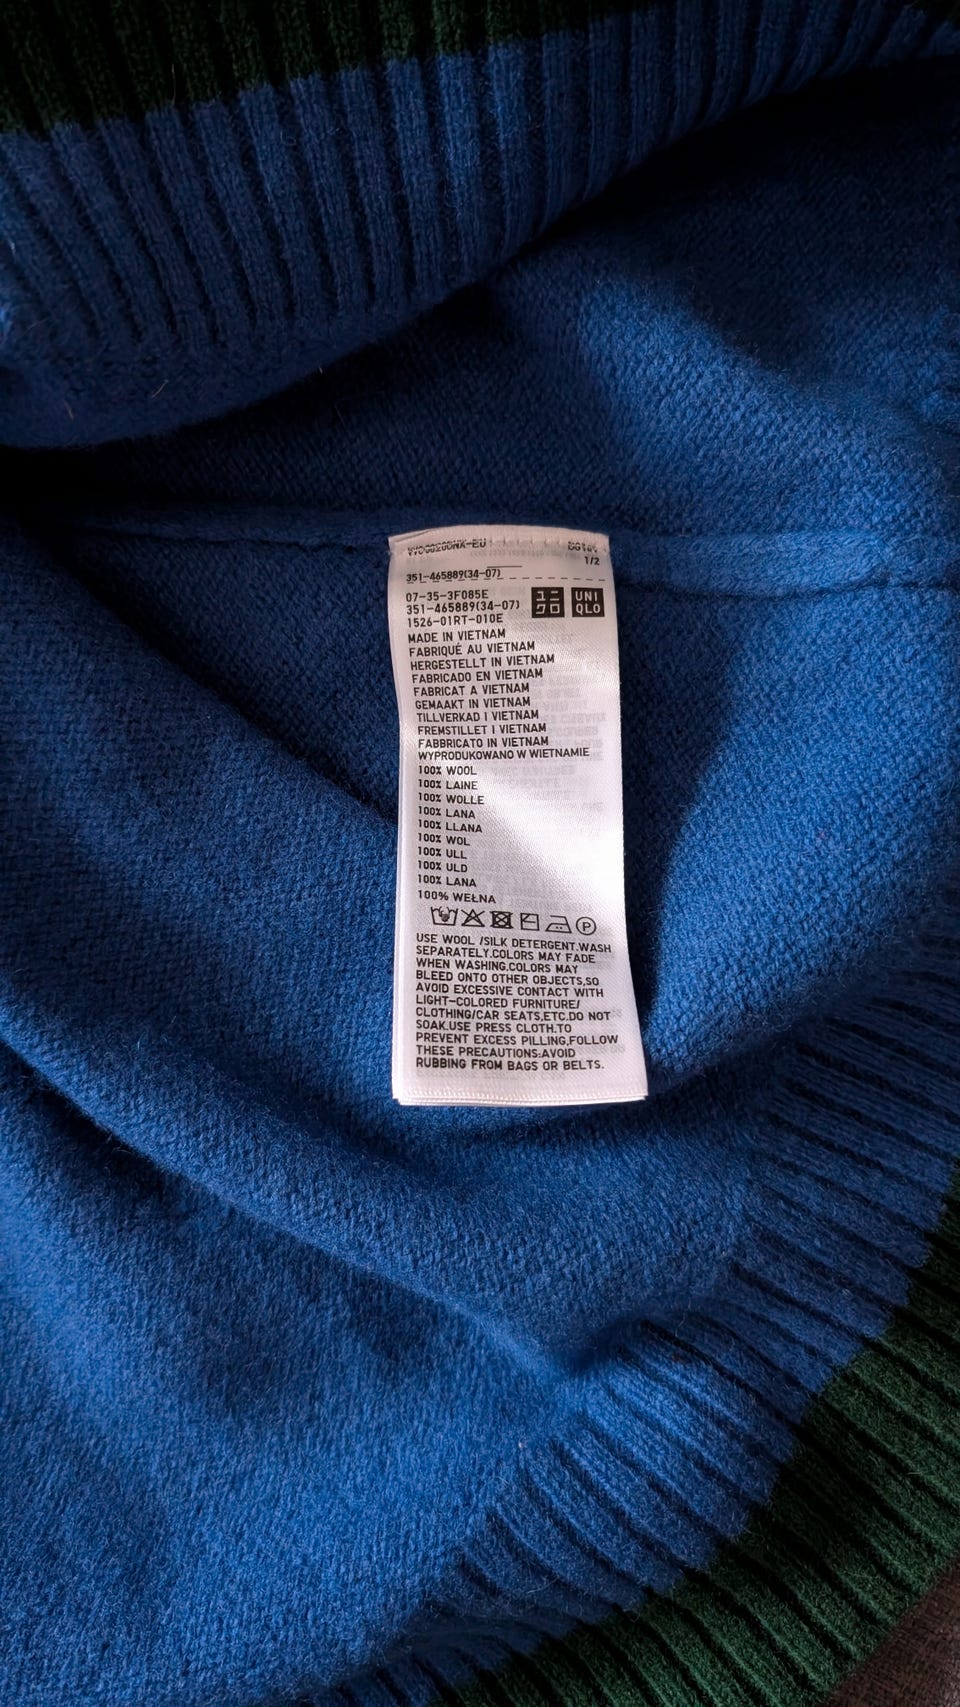 1/2
351-465889(34-07)
07-35-3F085E
351-465889(34-07)
1526-01RT-010E
ユニ
クロ
UNI
QLO
MADE IN VIETNAM
FABRIQUÉ AU VIETNAM
HERGESTELLT IN VIETNAM
FABRICADO EN VIETNAM
FABRICAT A VIETNAM
GEMAAKT IN VIETNAM
TILLVERKAD I VIETNAM
FREMSTILLET I VIETNAM
FABBRICATO IN VIETNAM
WYPRODUKOWANO W WIETNAMIE
100% WOOL
100% LAINE
100% WOLLE
100% LANA
100% LLANA
100% WOL
100% ULL
100% ULD
100% LANA
100% WEŁNA
P
USE WOOL /SILK DETERGENT.WASH
SEPARATELY.COLORS MAY FADE
WHEN WASHING.COLORS MAY
BLEED ONTO OTHER OBJECTS,SO
AVOID EXCESSIVE CONTACT WITH
LIGHT-COLORED FURNITURE/
CLOTHING/CAR SEATS,ETC.DO NOT
SOAK.USE PRESS CLOTH.TO
PREVENT EXCESS PILLING,FOLLOW
THESE PRECAUTIONS:AVOID
RUBBING FROM BAGS OR BELTS.